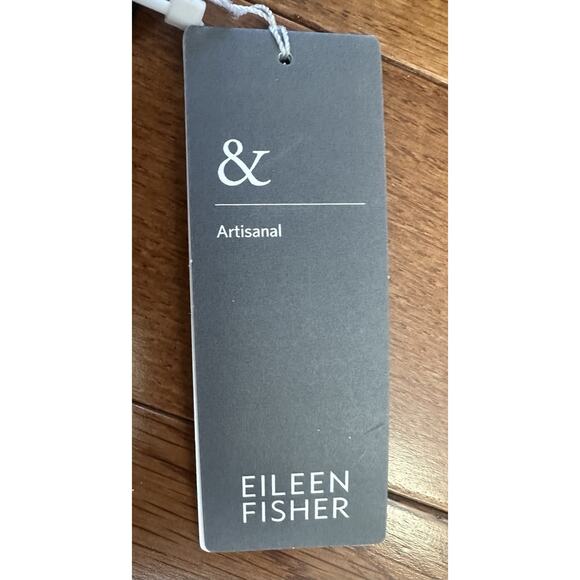 &
Artisanal
EILEEN
FISHER